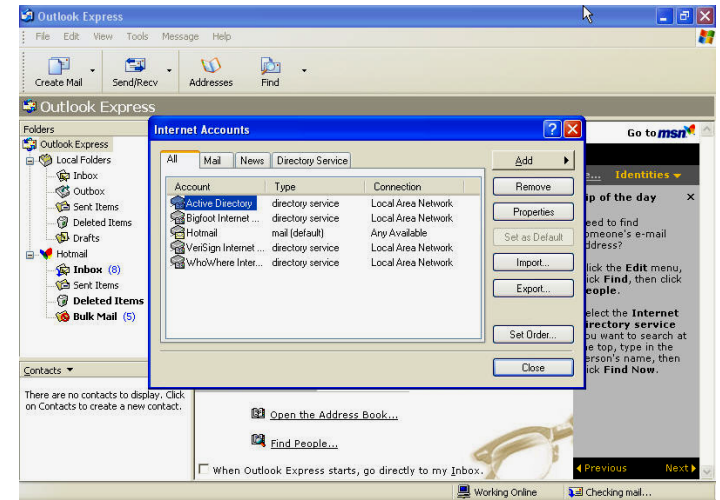 Outlook Express
File Edit View Tools Message Help
Create Mail Send/Recv Addresses Find
Outlook Express
Folders
Outlook Express
Local Folders
Inbox
Outbox
Sent Items
Deleted Items
Drafts
Hotmail
Inbox (8)
Sent Items
Deleted Items
Bulk Mail (5)
Contacts
There are no contacts to display. Click
on Contacts to create a new contact.
Internet Accounts
All Mail News Directory Service
Account Type Connection
Active Directory directory service Local Area Network
Bigfoot Internet ... directory service Local Area Network
Hotmail mail (default) Any Available
VeriSign Internet ... directory service Local Area Network
WhoWhere Inter... directory service Local Area Network
Add
Remove
Properties
Set as Default
Import...
Export...
Set Order...
Close
Go to msn
Identities
ip of the day x
eed to find
omeone's e-mail
ddress?
lick the Edit menu,
ick Find, then click
eople.
elect the Internet
irectory service
ou want to search at
e top, type in the
erson's name, then
ick Find Now.
Previous Next
Open the Address Book...
Find People...
When Outlook Express starts, go directly to my Inbox.
Working Online Checking mail...